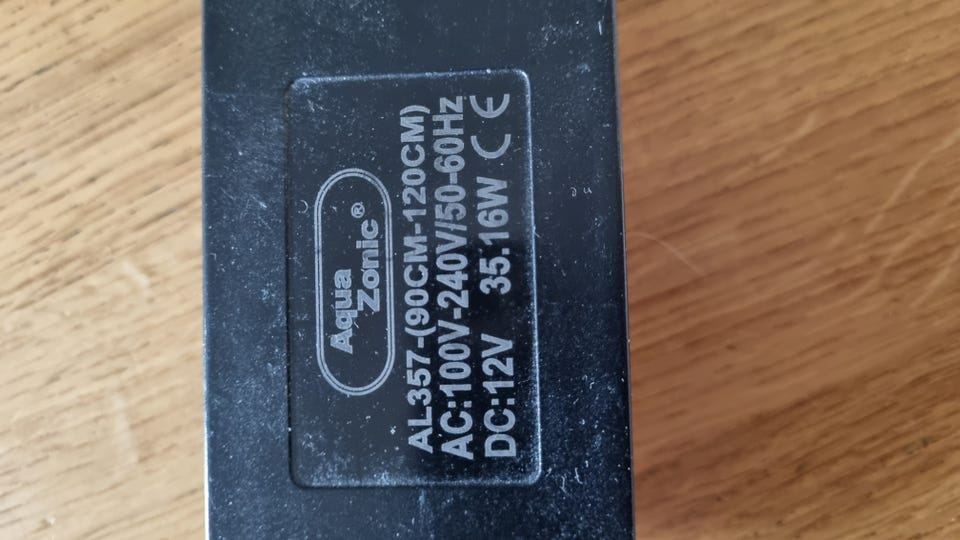 Aqua
Zonic®
AL357-(90CM-120CM)
AC:100V-240V/50-60Hz
DC:12V 35.16W CE